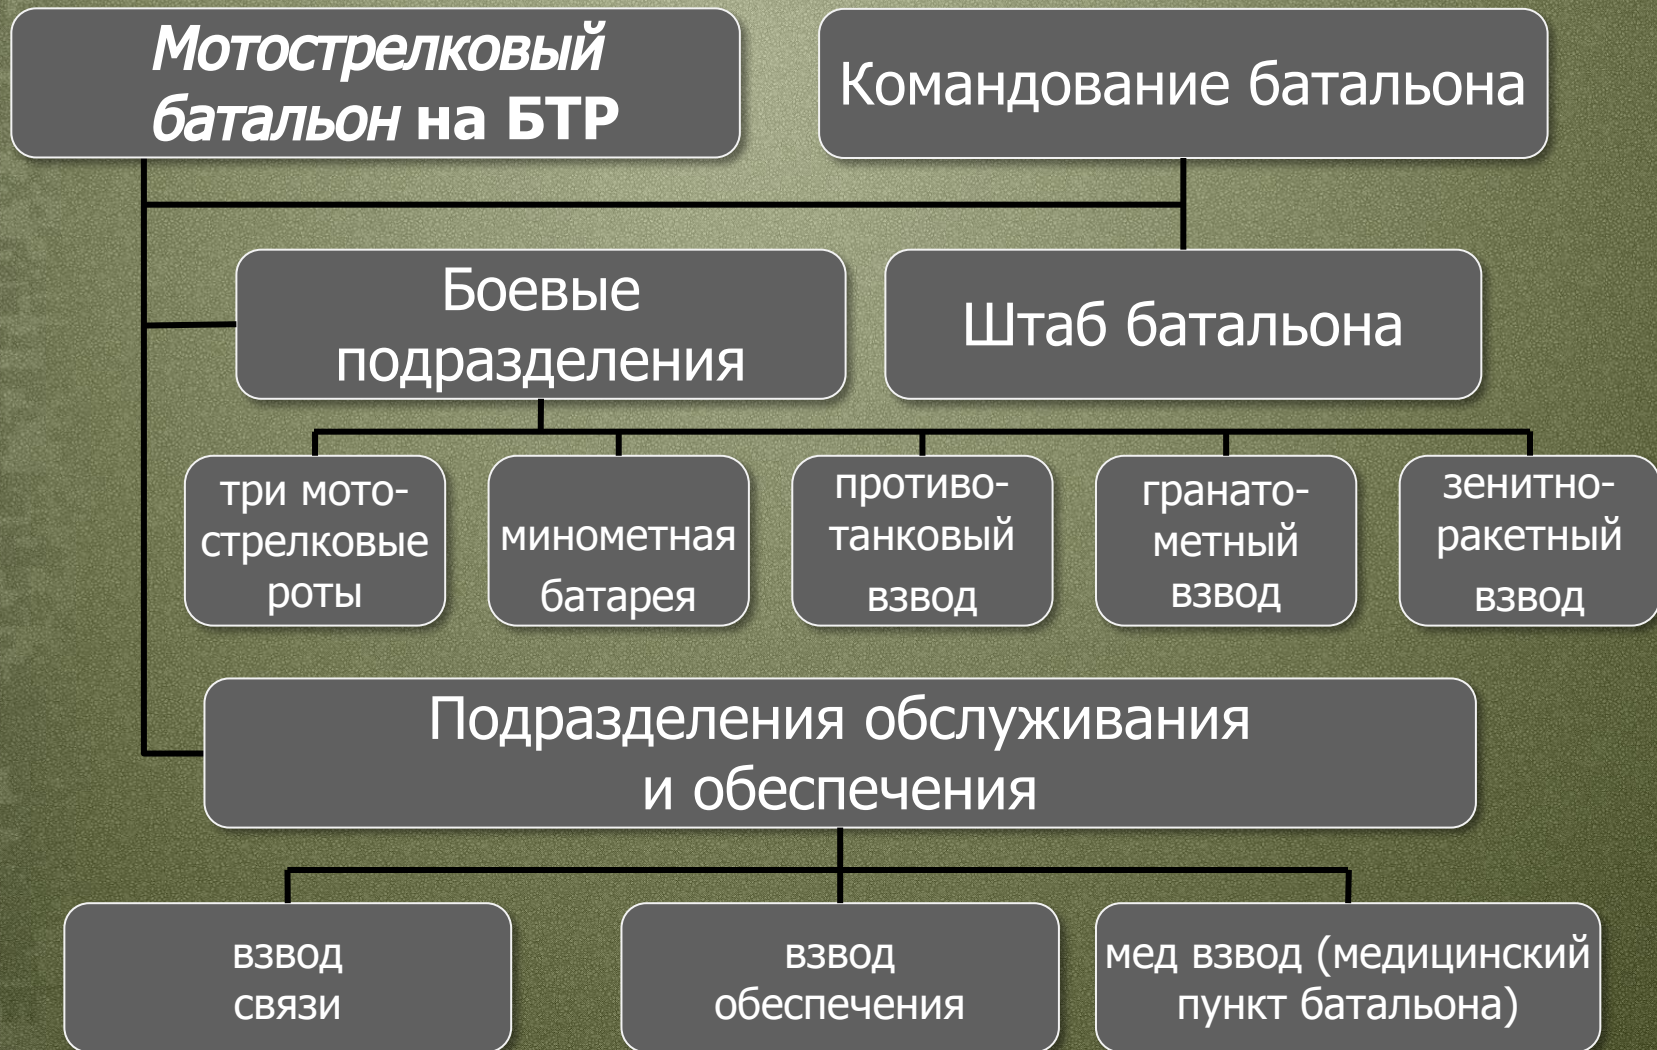 Мотострелковый
батальон на БТР
Командование батальона
Боевые
подразделения
Штаб батальона
три мото-
стрелковые
роты
минометная
батарея
противо-
танковый
взвод
гранато-
метный
взвод
зенитно-
ракетный
взвод
Подразделения обслуживания
и обеспечения
взвод
связи
взвод
обеспечения
мед взвод (медицинский
пункт батальона)